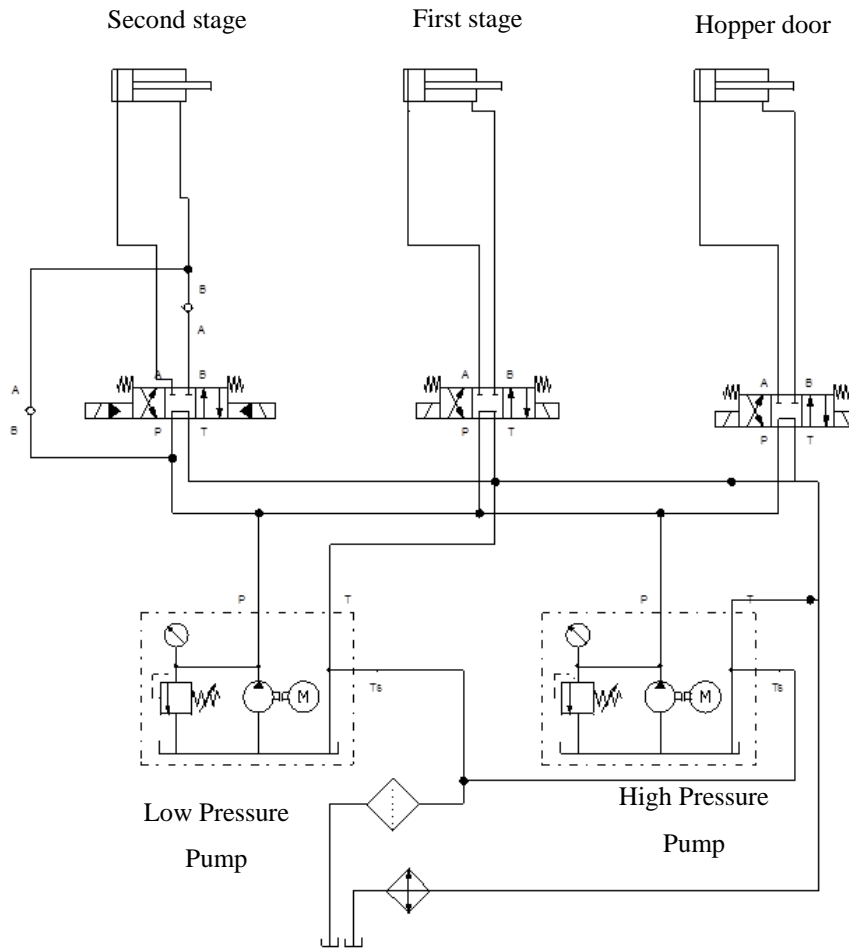 Second stage
First stage
Hopper door
B
A
A
B
A B
P T
A B
P T
A B
P T
P T
P T
Ts
Ts
M
M
Low Pressure
Pump
High Pressure
Pump